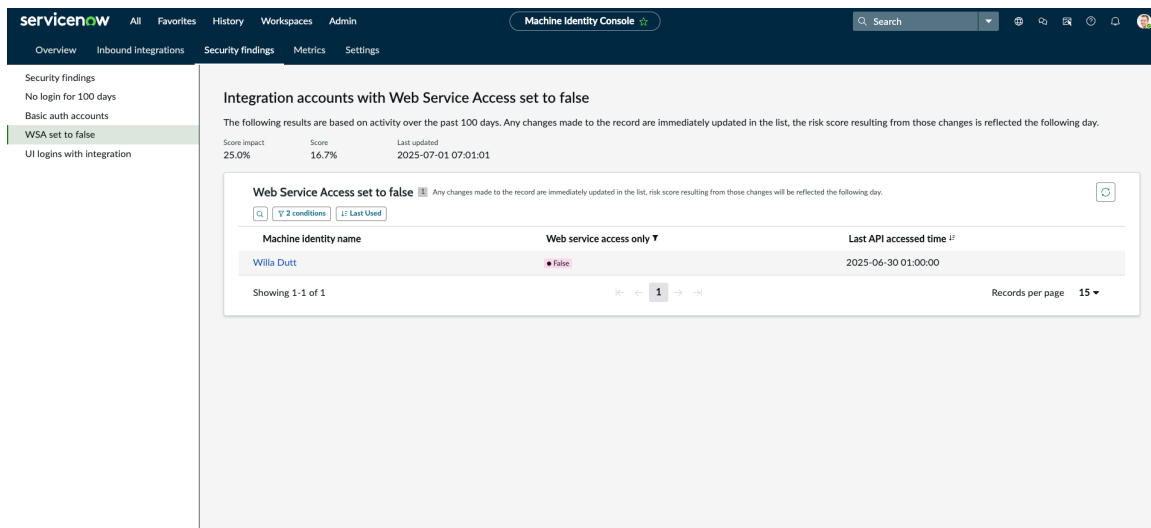 servicenow All Favorites History Workspaces Admin Machine Identity Console Search
Overview Inbound integrations Security findings Metrics Settings
Security findings
No login for 100 days
Basic auth accounts
WSA set to false
UI logins with integration
Integration accounts with Web Service Access set to false
The following results are based on activity over the past 100 days. Any changes made to the record are immediately updated in the list, the risk score resulting from those changes is reflected the following day.
Score impact Score Last updated
25.0% 16.7% 2025-07-01 07:01:01
Web Service Access set to false 1 Any changes made to the record are immediately updated in the list, risk score resulting from those changes will be reflected the following day.
2 conditions Last Used
Machine identity name Web service access only Last API accessed time
Willa Dutt False 2025-06-30 01:00:00
Showing 1-1 of 1 1 Records per page 15